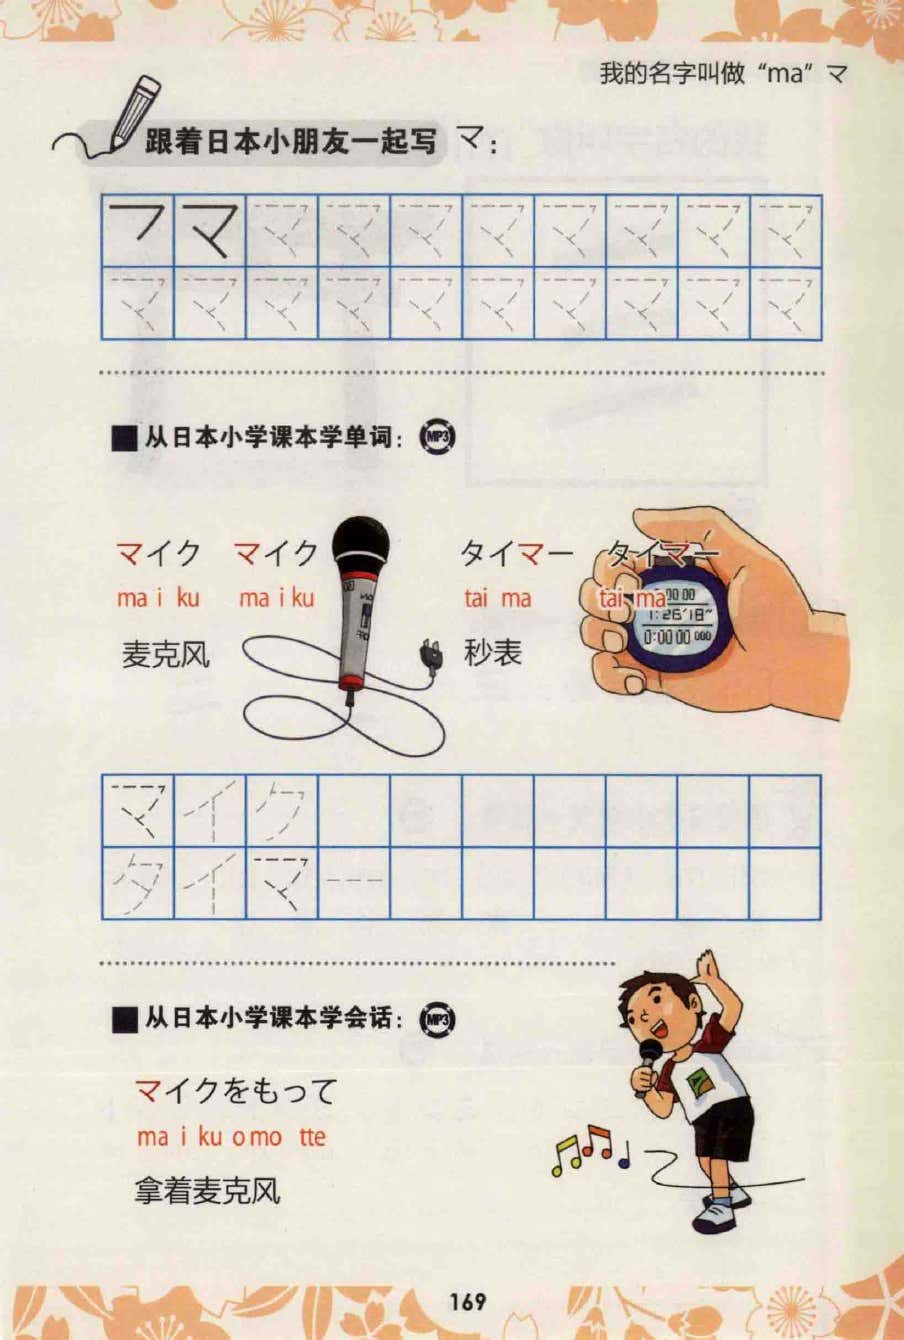 我的名字叫做“ma”マ
跟着日本小朋友一起写 マ：
フ マ マ マ マ マ マ マ マ マ
マ マ マ マ マ マ マ マ マ マ
■ 从日本小学课本学单词： MP3
マイク マイク タイマー タイマー
ma i ku ma i ku tai ma tai ma
麦克风 秒表
1:26'18"
マ イ ク
タ イ マ ー
■ 从日本小学课本学会话： MP3
マイクをもって
ma i ku o mo tte
拿着麦克风
169